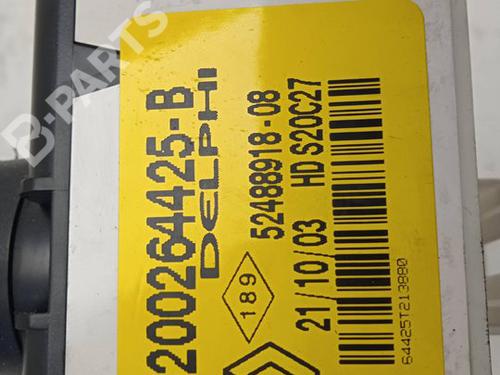 200264425-B
DELPHI
52488918-08
189
21/10/03 HD S20C27
64425T213880
B-PARTS